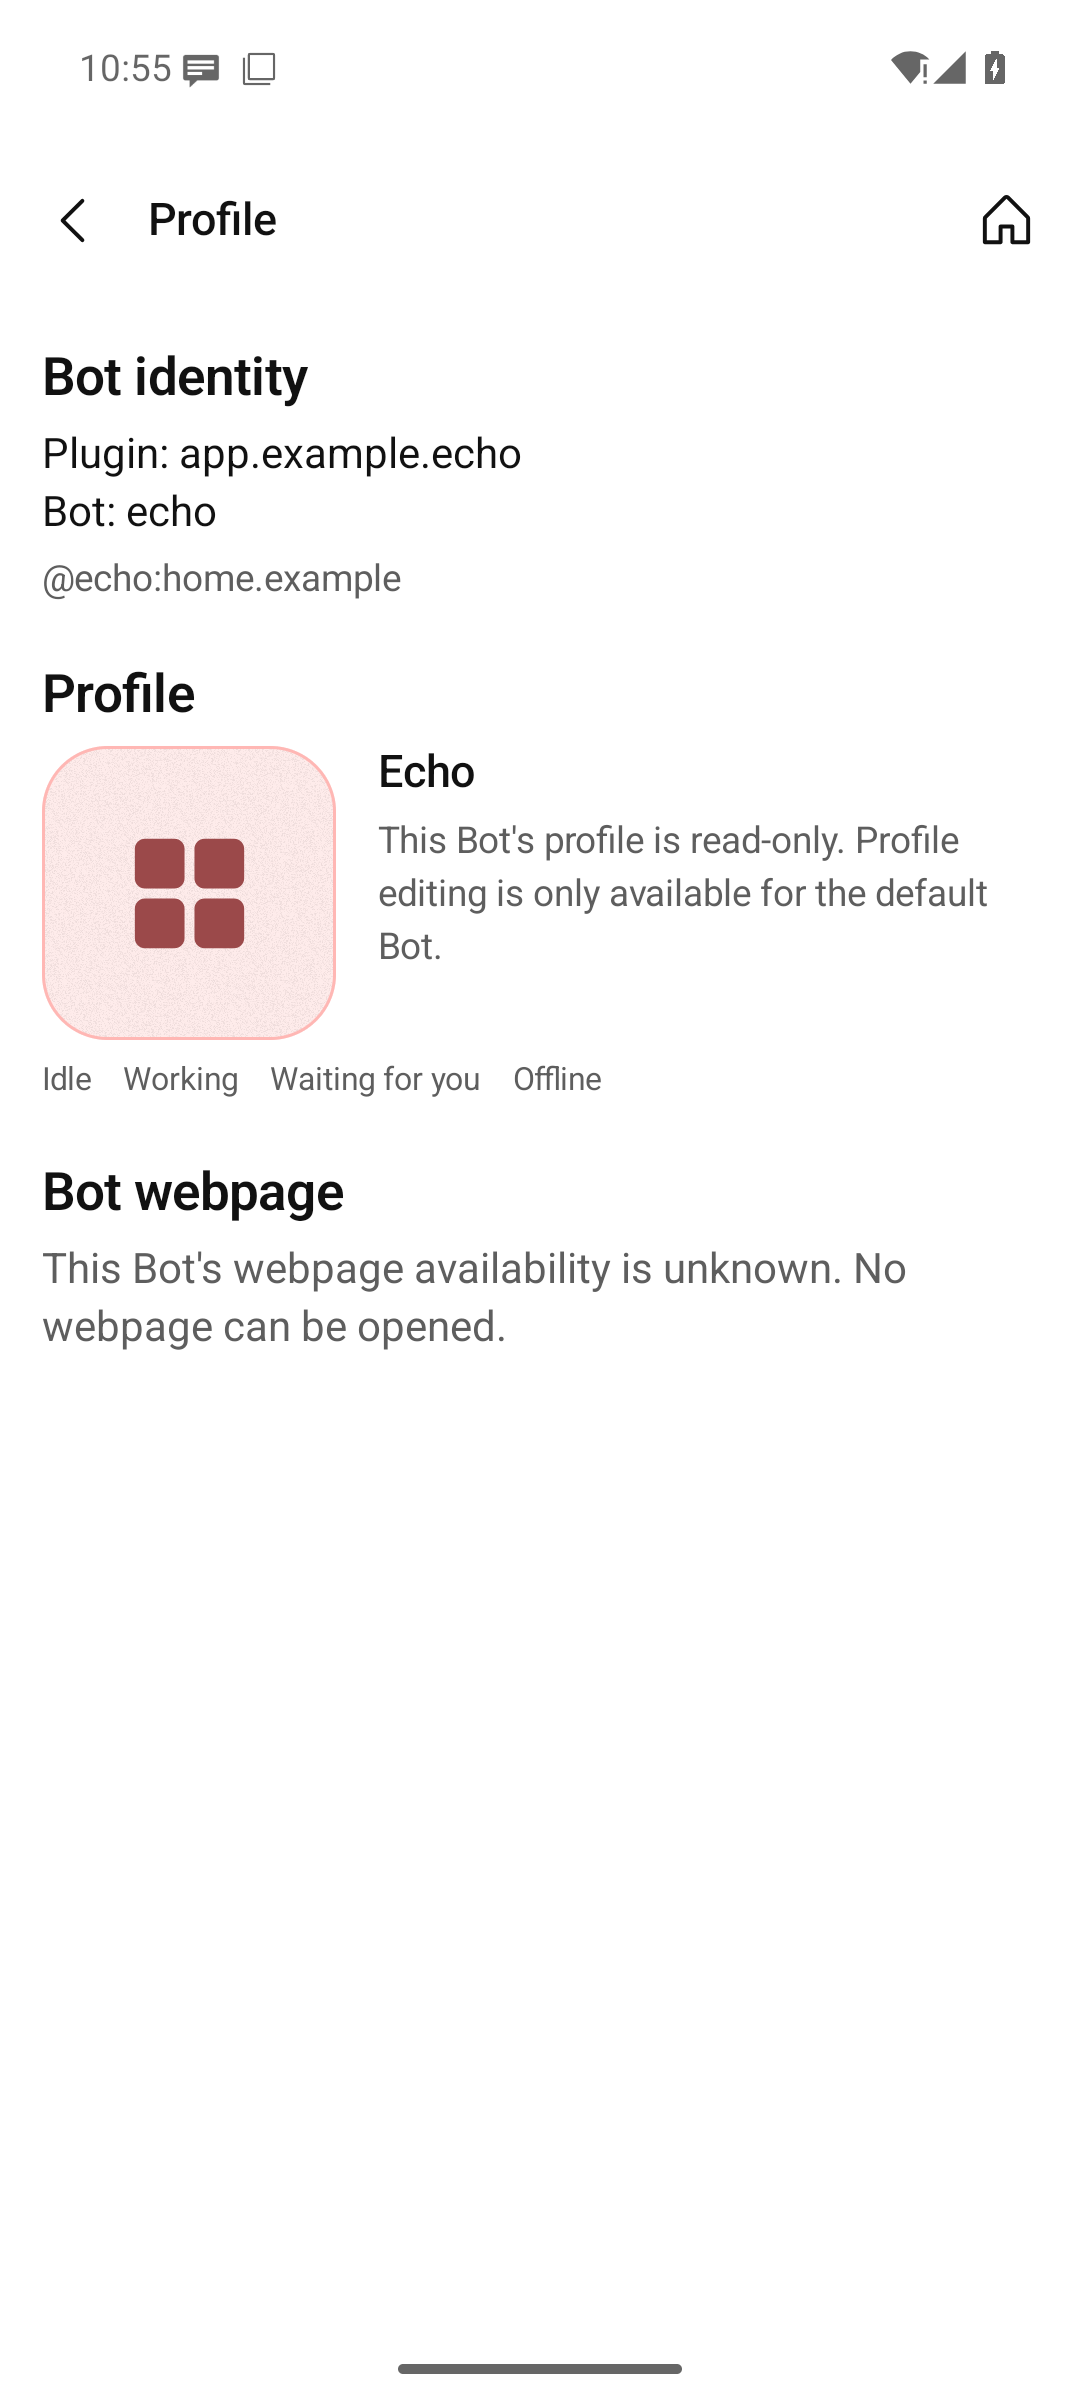 10:55
Profile
Bot identity
Plugin: app.example.echo
Bot: echo
@echo:home.example
Profile
Echo
This Bot's profile is read-only. Profile
editing is only available for the default
Bot.
Idle Working Waiting for you Offline
Bot webpage
This Bot's webpage availability is unknown. No
webpage can be opened.